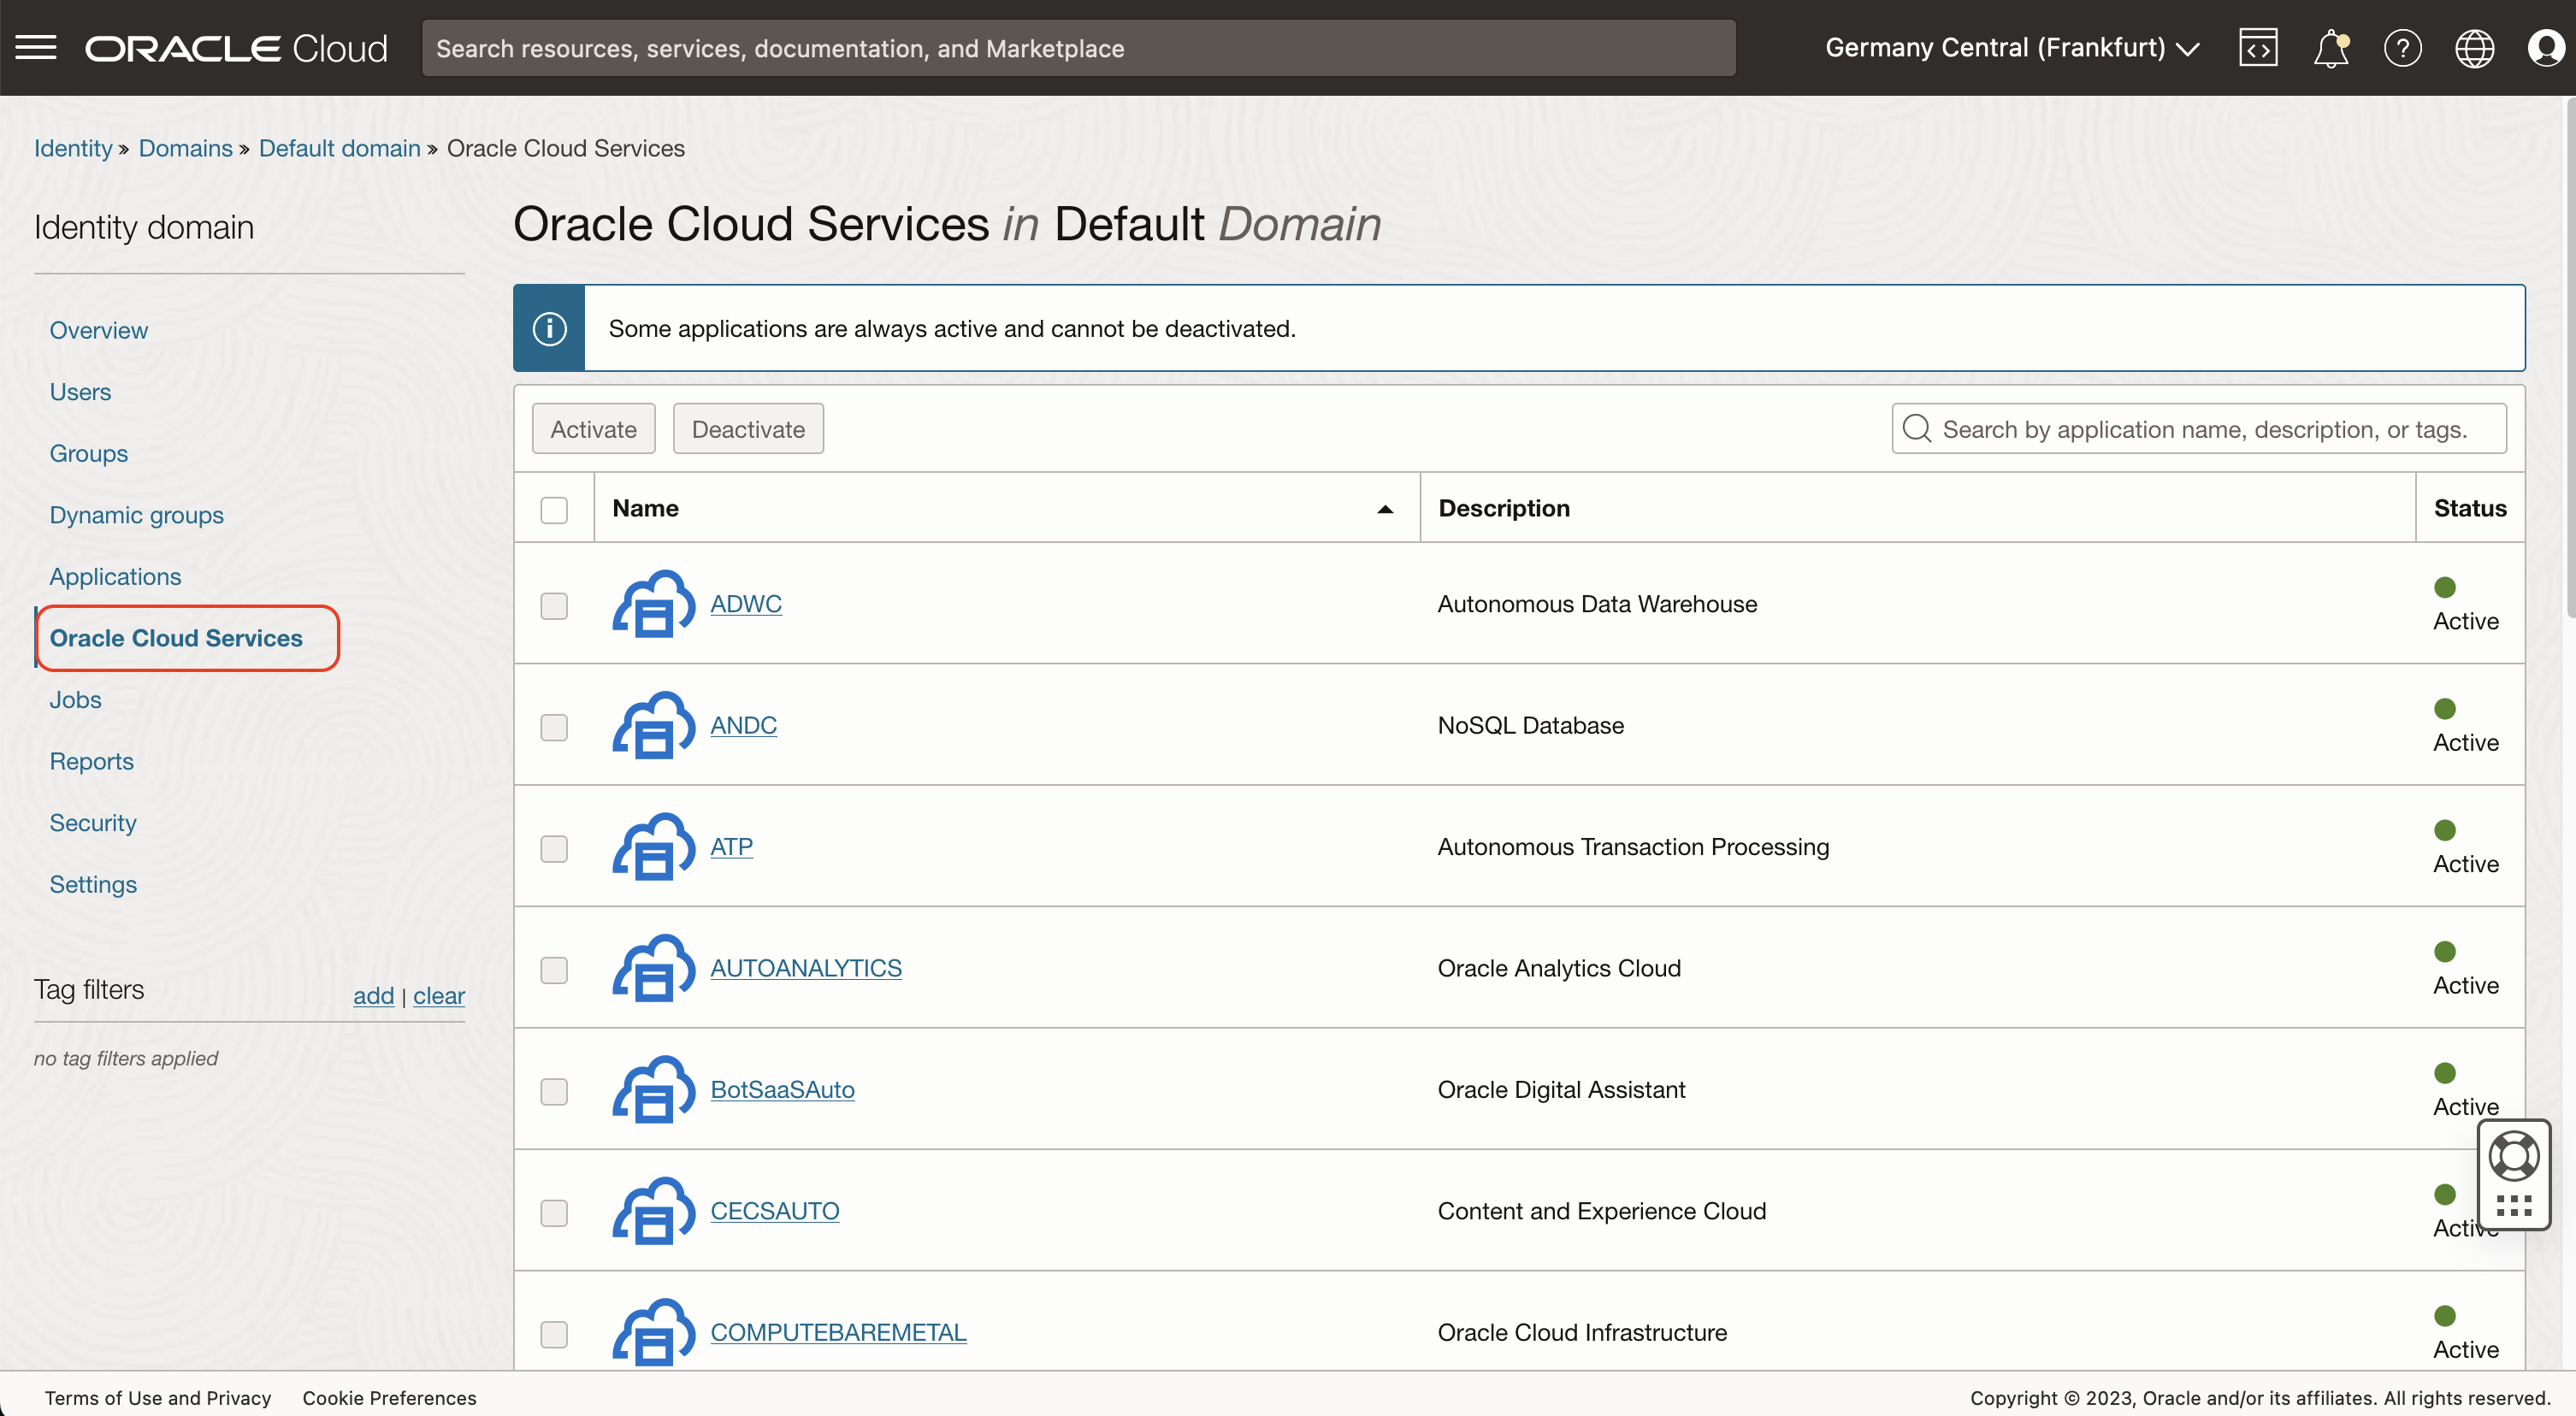 ORACLE Cloud
Search resources, services, documentation, and Marketplace
Germany Central (Frankfurt)
Identity » Domains » Default domain » Oracle Cloud Services
Identity domain
Overview
Users
Groups
Dynamic groups
Applications
Oracle Cloud Services
Jobs
Reports
Security
Settings
Tag filters
add | clear
no tag filters applied
Oracle Cloud Services in Default Domain
Some applications are always active and cannot be deactivated.
Activate
Deactivate
Search by application name, description, or tags.
Name Description Status
ADWC Autonomous Data Warehouse Active
ANDC NoSQL Database Active
ATP Autonomous Transaction Processing Active
AUTOANALYTICS Oracle Analytics Cloud Active
BotSaaSAuto Oracle Digital Assistant Active
CECSAUTO Content and Experience Cloud Active
COMPUTEBAREMETAL Oracle Cloud Infrastructure Active
Terms of Use and Privacy Cookie Preferences
Copyright © 2023, Oracle and/or its affiliates. All rights reserved.